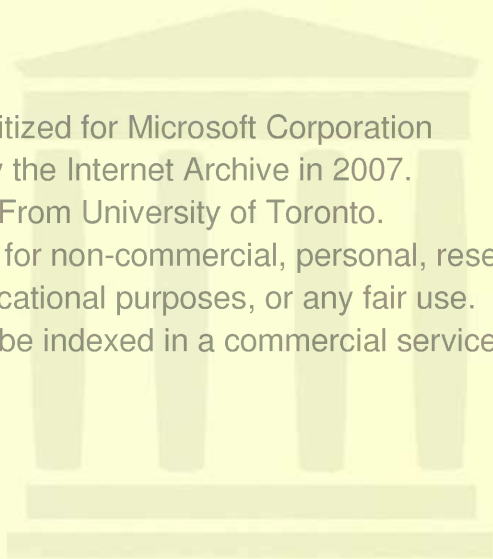 itized for Microsoft Corporation
the Internet Archive in 2007.
From University of Toronto.
for non-commercial, personal, rese
cational purposes, or any fair use.
be indexed in a commercial service